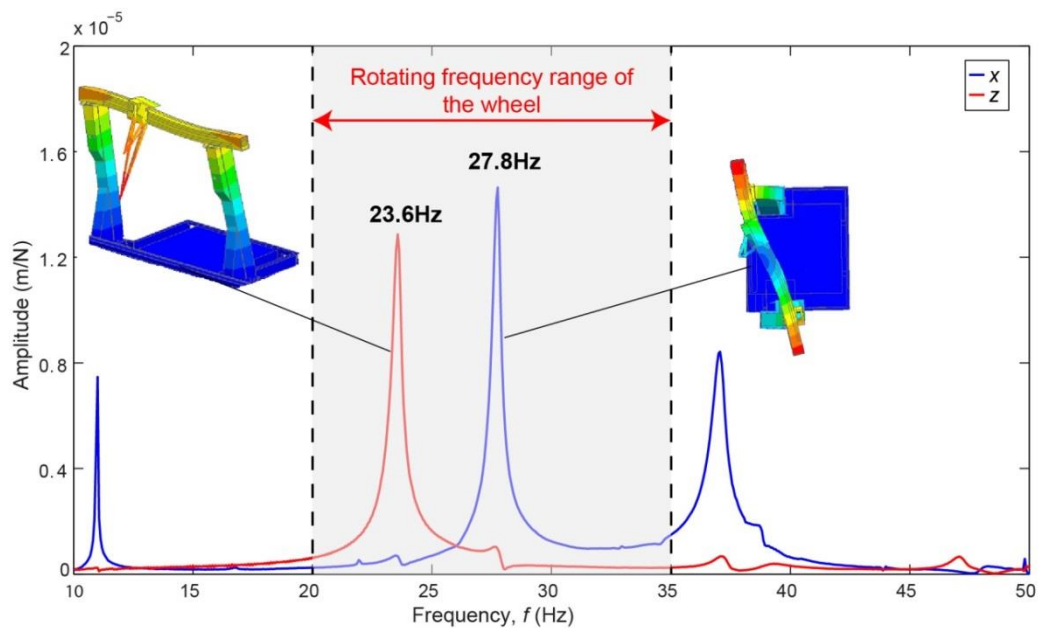 × 10⁻⁵
2
1.6
1.2
0.8
0.4
0
Amplitude (m/N)
Rotating frequency range of
the wheel
x
z
23.6Hz
27.8Hz
10 15 20 25 30 35 40 45 50
Frequency, f (Hz)